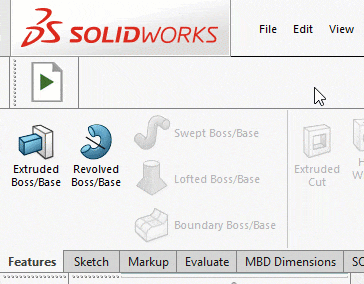 SOLIDWORKS
File Edit View
Extruded Boss/Base
Revolved Boss/Base
Swept Boss/Base
Lofted Boss/Base
Boundary Boss/Base
Extruded Cut
Features Sketch Markup Evaluate MBD Dimensions